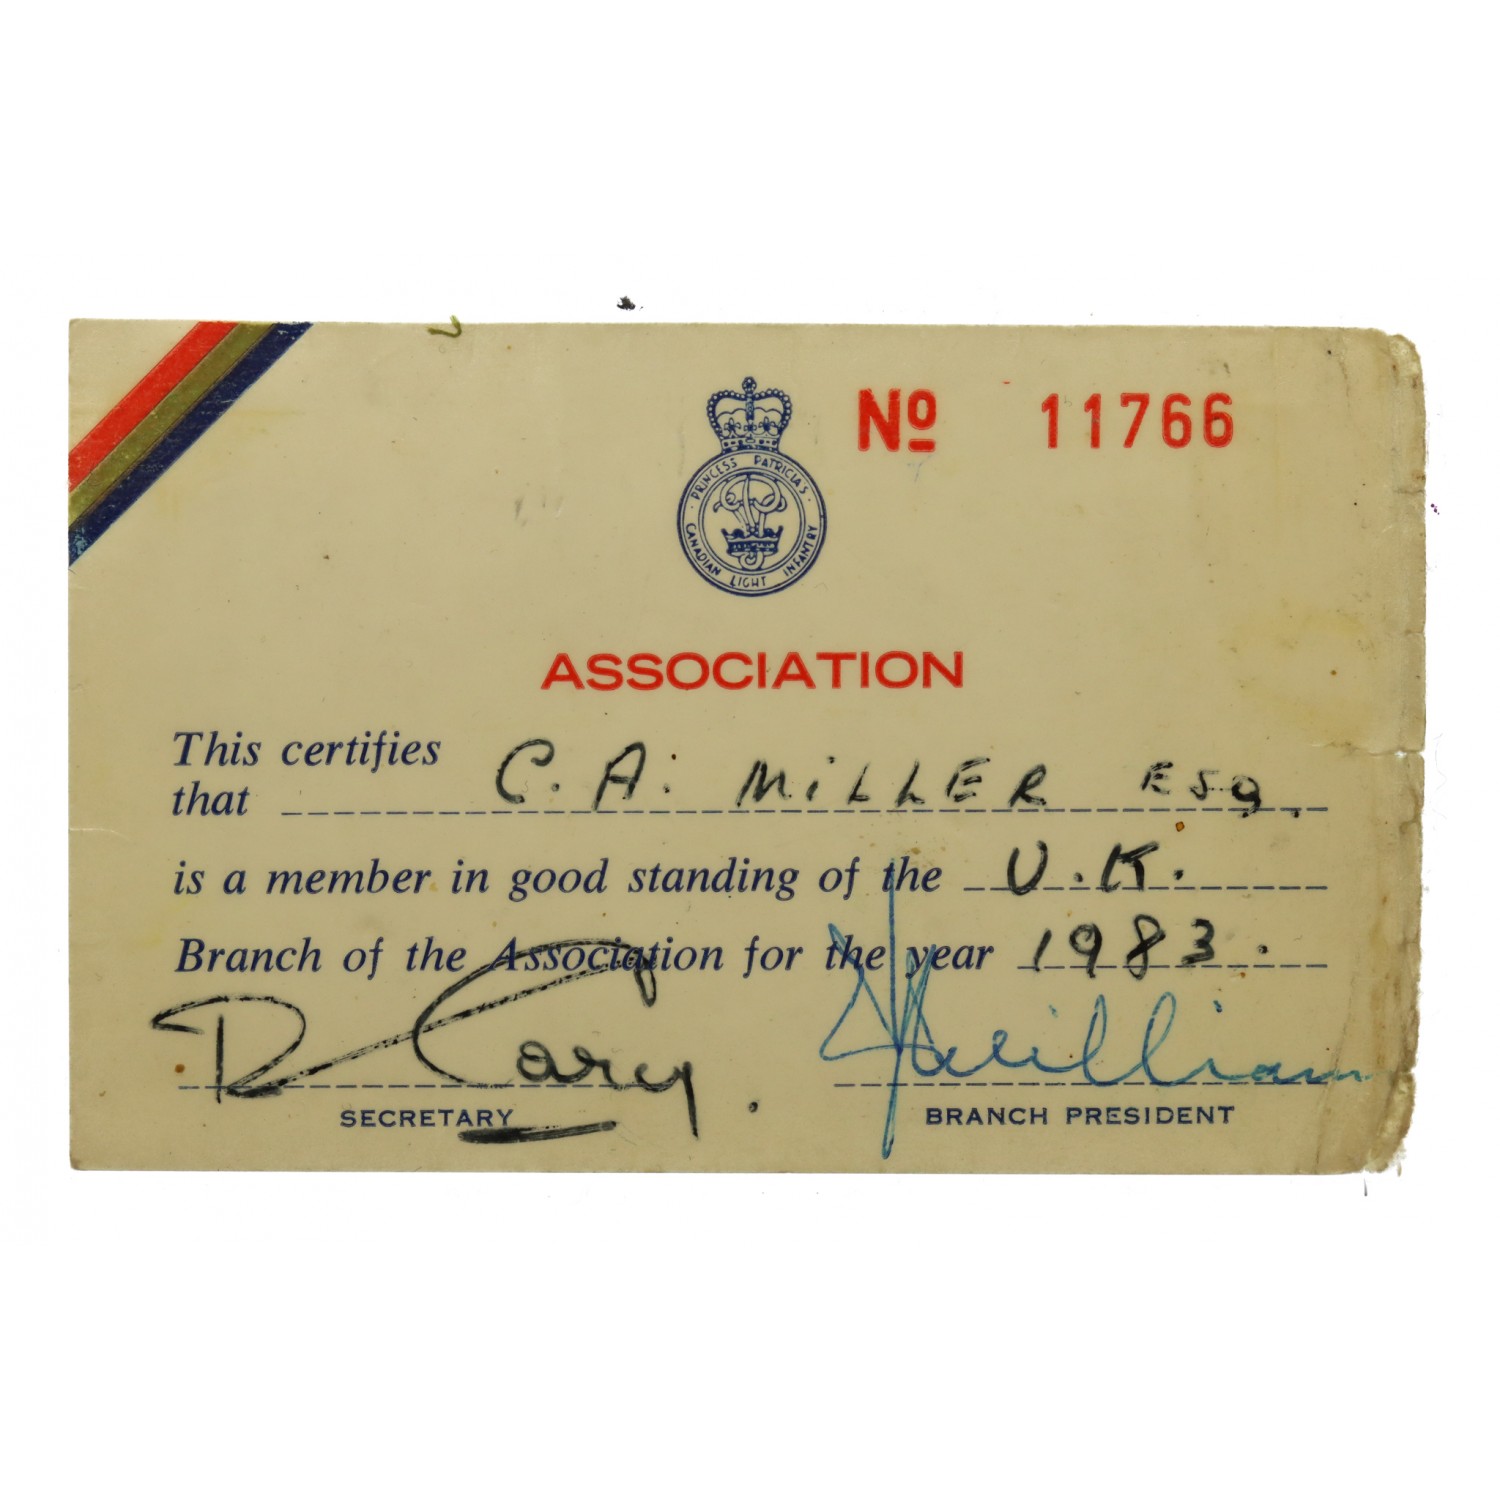 Nº 11766
PRINCESS PATRICIA'S
CANADIAN LIGHT INFANTRY
ASSOCIATION
This certifies
that C. A. MiLLER ESQ.
is a member in good standing of the U.K.
Branch of the Association for the year 1983.
D Cary.
SECRETARY
BRANCH PRESIDENT